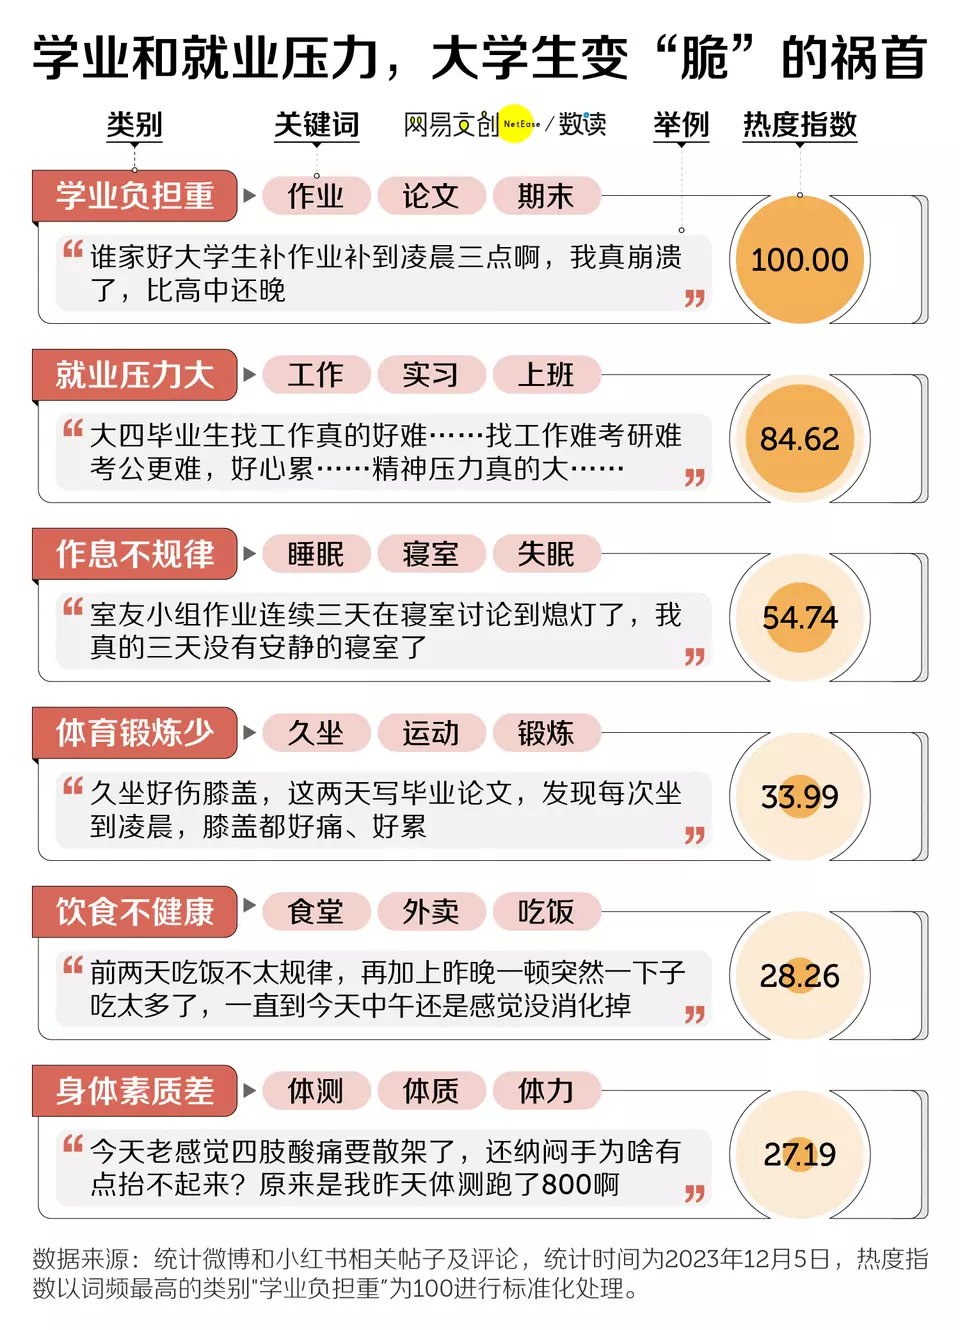 学业和就业压力，大学生变“脆”的祸首
类别 关键词 网易文创NetEase/数读 举例 热度指数
学业负担重 作业 论文 期末
“谁家好大学生补作业补到凌晨三点啊，我真崩溃
了，比高中还晚”
100.00
就业压力大 工作 实习 上班
“大四毕业生找工作真的好难……找工作难考研难
考公更难，好心累……精神压力真的大……”
84.62
作息不规律 睡眠 寝室 失眠
“室友小组作业连续三天在寝室讨论到熄灯了，我
真的三天没有安静的寝室了”
54.74
体育锻炼少 久坐 运动 锻炼
“久坐好伤膝盖，这两天写毕业论文，发现每次坐
到凌晨，膝盖都好痛、好累”
33.99
饮食不健康 食堂 外卖 吃饭
“前两天吃饭不太规律，再加上昨晚一顿突然一下子
吃太多了，一直到今天中午还是感觉没消化掉”
28.26
身体素质差 体测 体质 体力
“今天老感觉四肢酸痛要散架了，还纳闷手为啥有
点抬不起来？原来是我昨天体测跑了800啊”
27.19
数据来源：统计微博和小红书相关帖子及评论，统计时间为2023年12月5日，热度指
数以词频最高的类别"学业负担重”为100进行标准化处理。